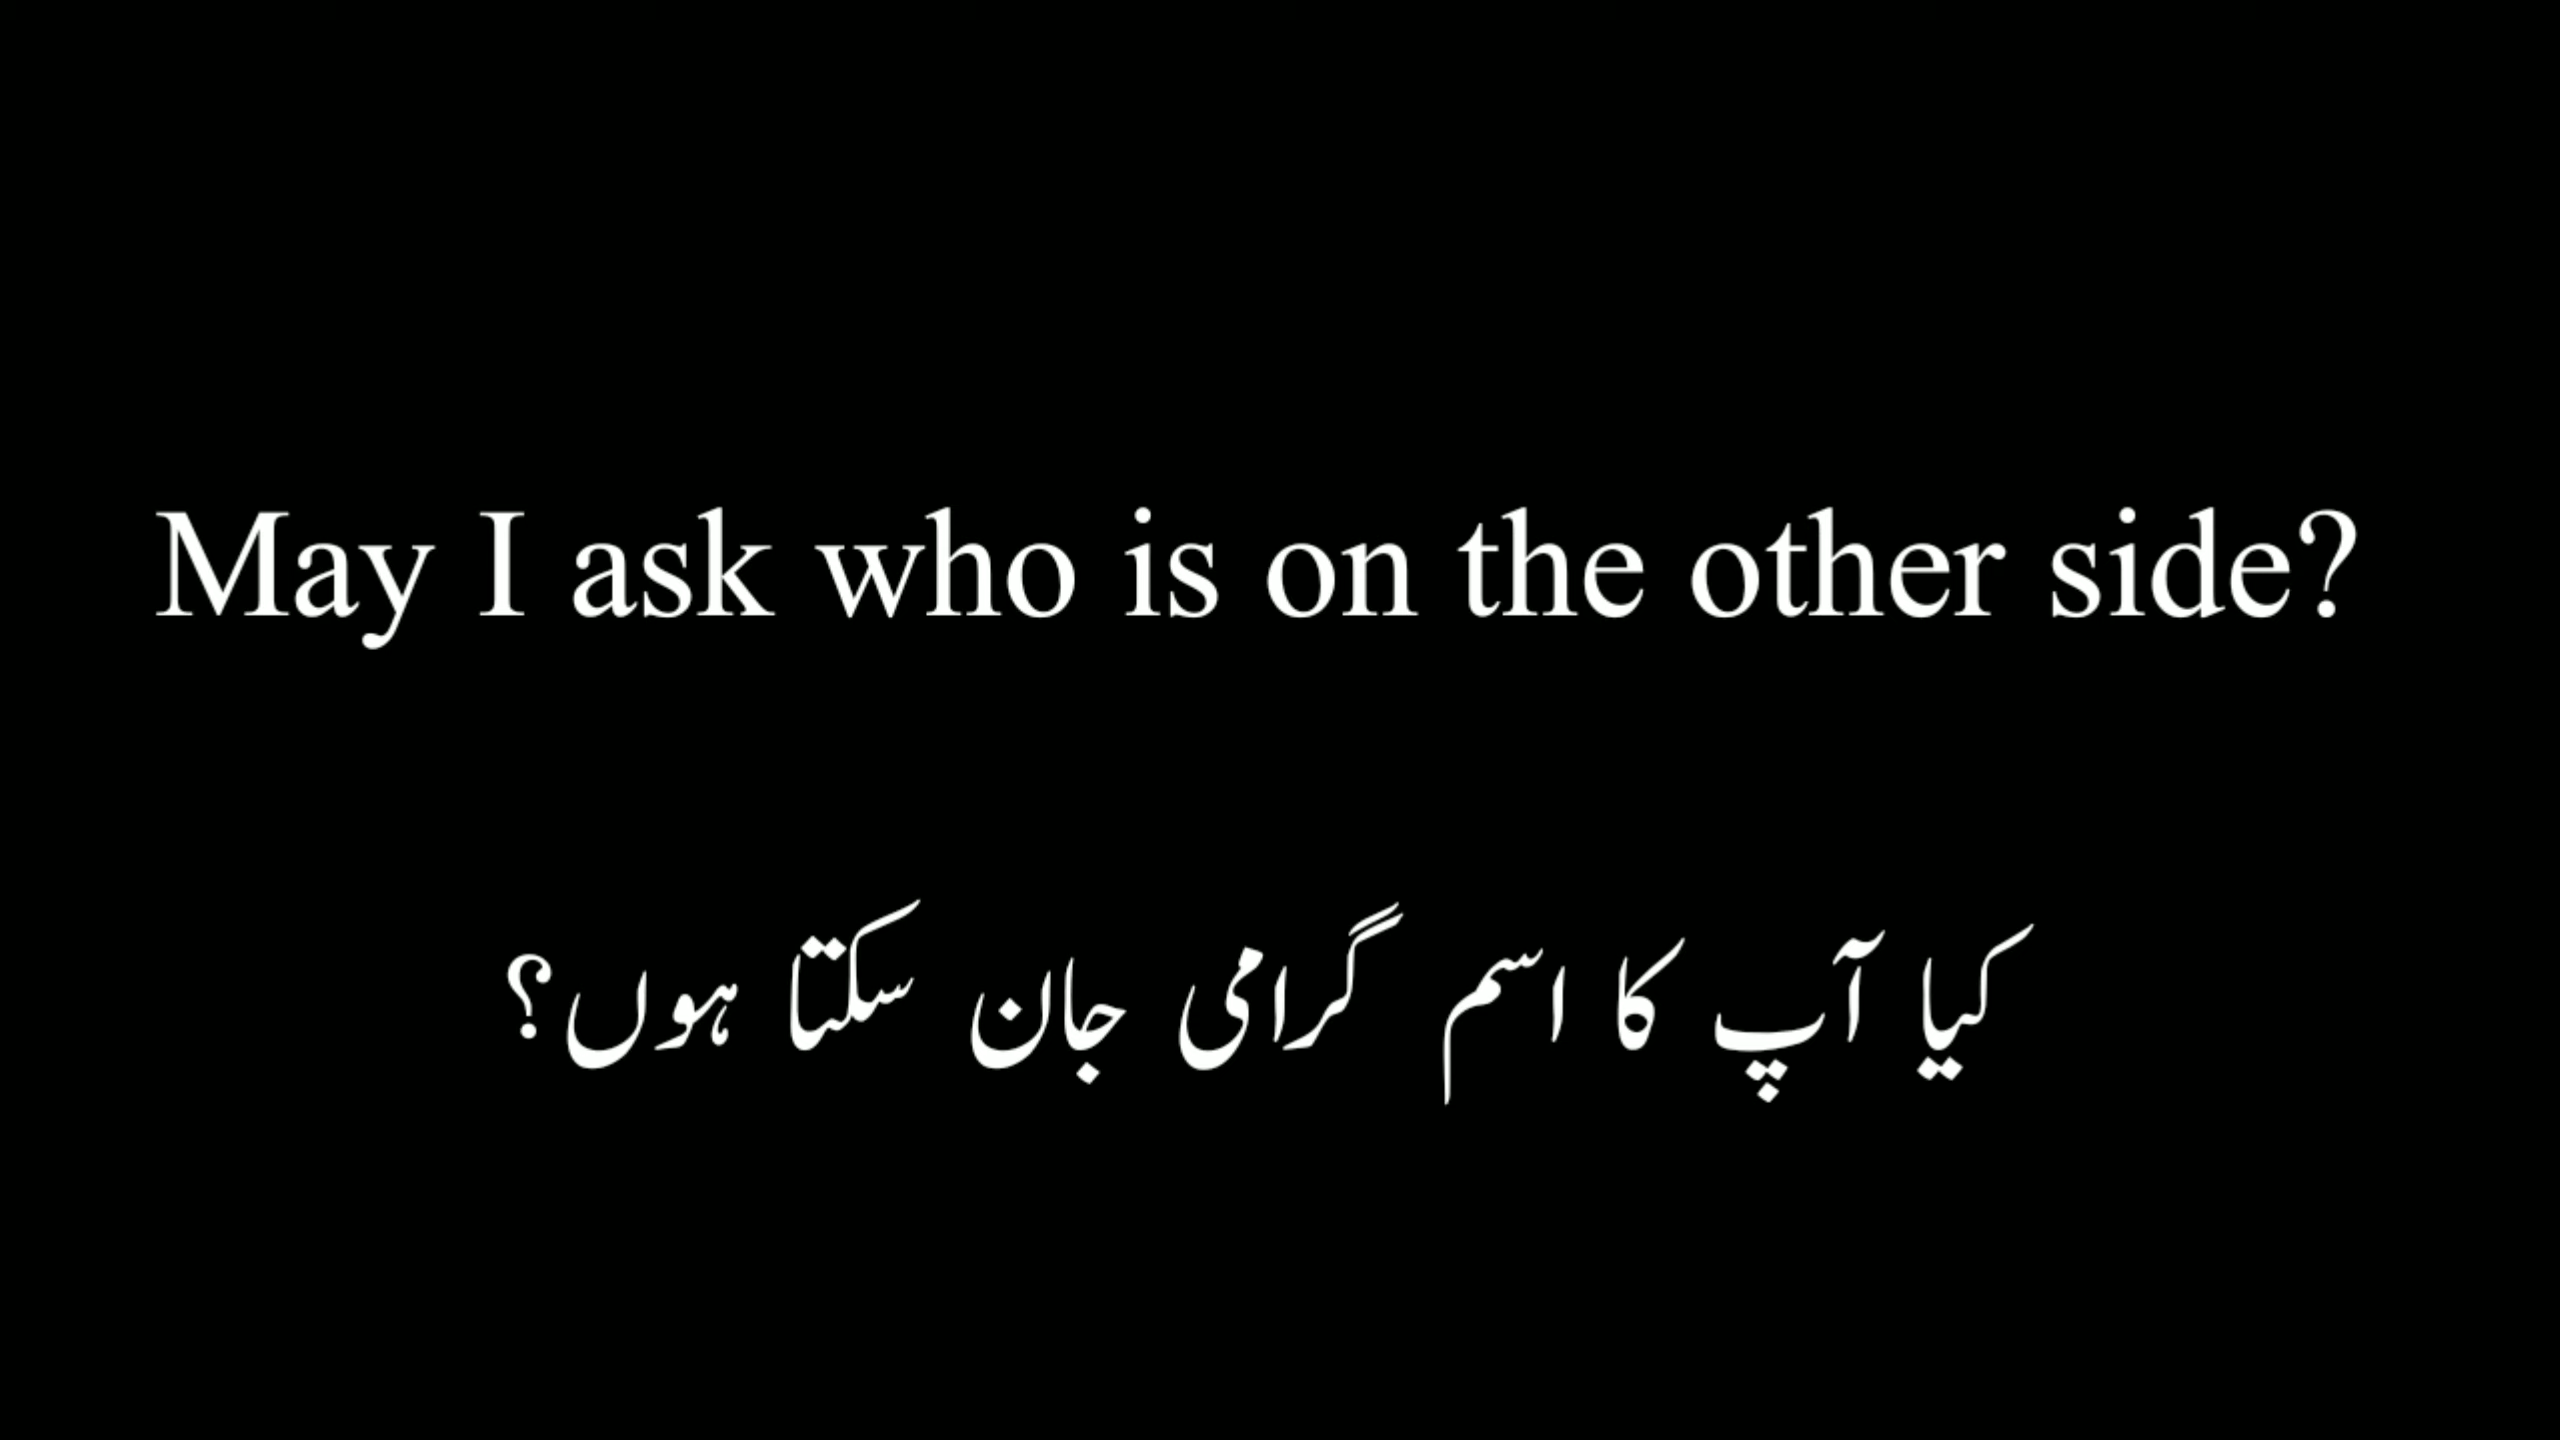 May I ask who is on the other side?
کیا آپ کا اسم گرامی جان سکتا ہوں؟